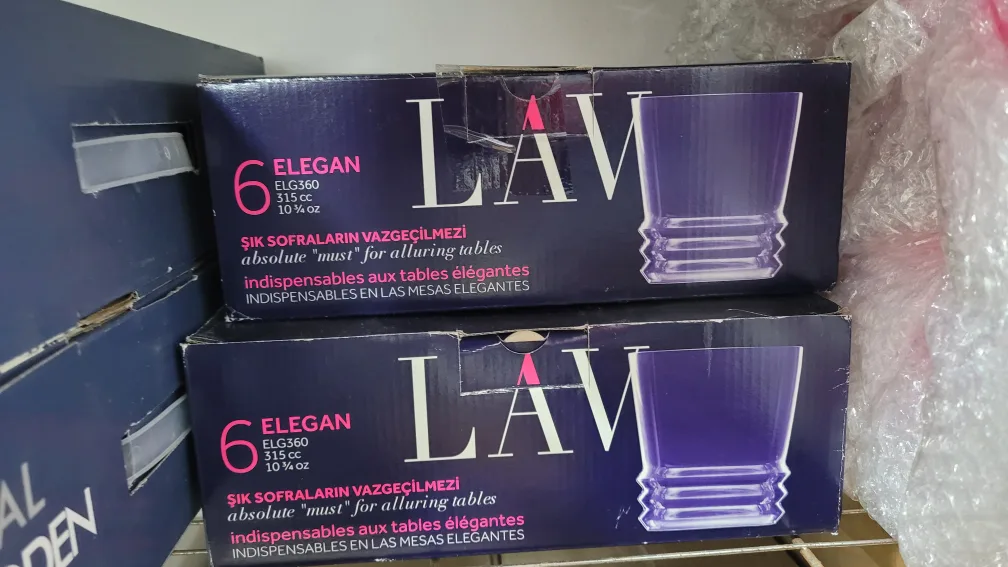 LAV
6 ELEGAN
ELG360
315 cc
10 ¾ oz
ŞIK SOFRALARIN VAZGEÇİLMEZİ
absolute "must" for alluring tables
indispensables aux tables élégantes
INDISPENSABLES EN LAS MESAS ELEGANTES
LAV
6 ELEGAN
ELG360
315 cc
10 ¾ oz
ŞIK SOFRALARIN VAZGEÇİLMEZİ
absolute "must" for alluring tables
indispensables aux tables élégantes
INDISPENSABLES EN LAS MESAS ELEGANTES